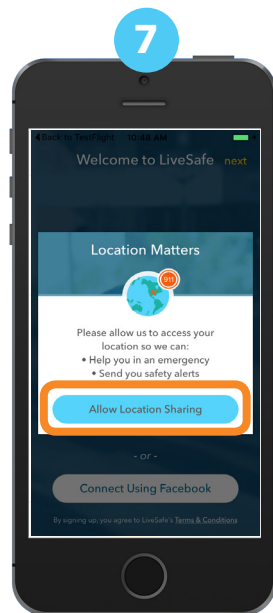 7
Back to TestFlight 10:49 AM
Welcome to LiveSafe next
Location Matters
911
Please allow us to access your
location so we can:
• Help you in an emergency
• Send you safety alerts
Allow Location Sharing
- or -
Connect Using Facebook
By signing up, you agree to LiveSafe's Terms & Conditions